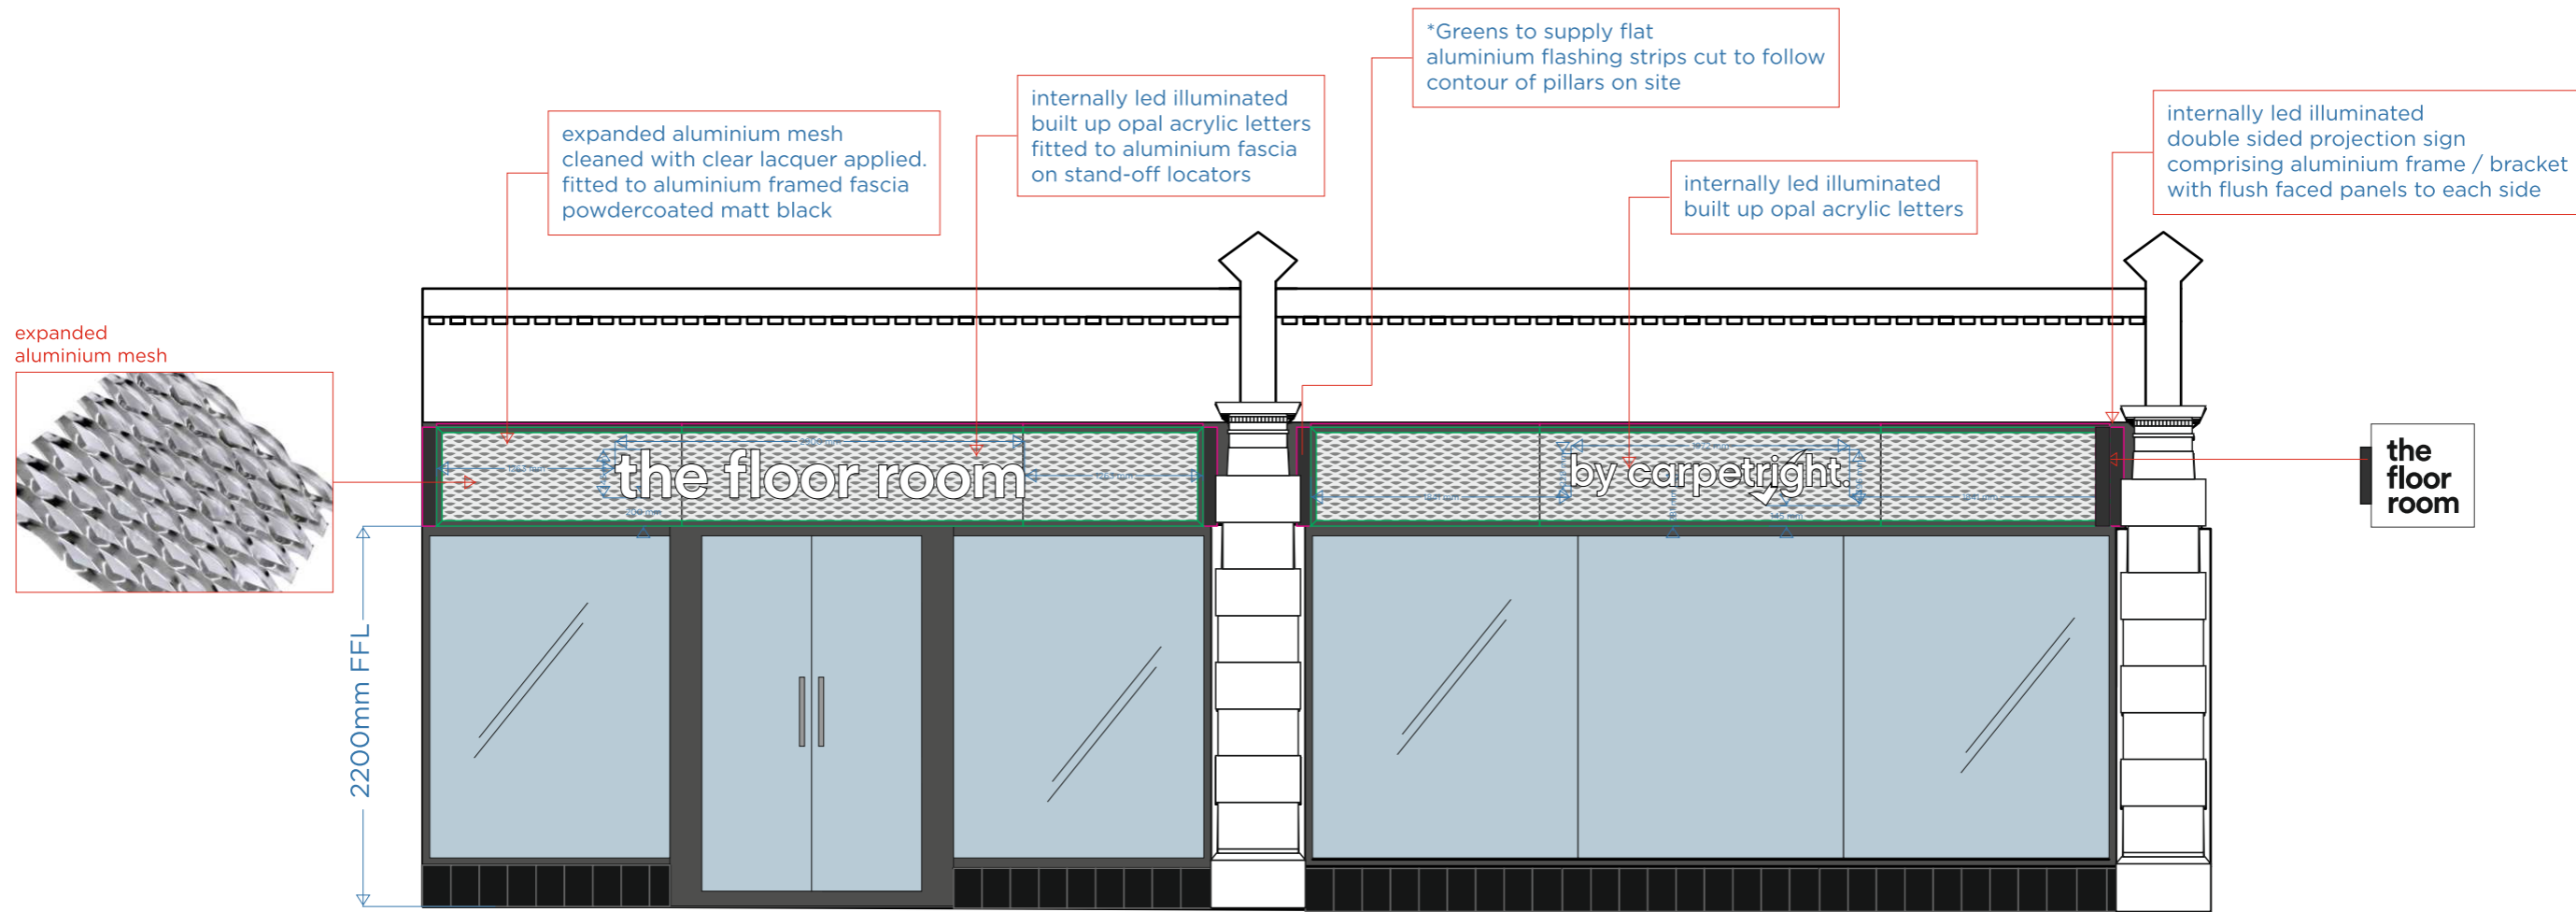 *Greens to supply flat
aluminium flashing strips cut to follow
contour of pillars on site
internally led illuminated
built up opal acrylic letters
fitted to aluminium fascia
on stand-off locators
expanded aluminium mesh
cleaned with clear lacquer applied.
fitted to aluminium framed fascia
powdercoated matt black
internally led illuminated
double sided projection sign
comprising aluminium frame / bracket
with flush faced panels to each side
internally led illuminated
built up opal acrylic letters
expanded
aluminium mesh
the floor room
by carpetright.
the
floor
room
2200mm FFL